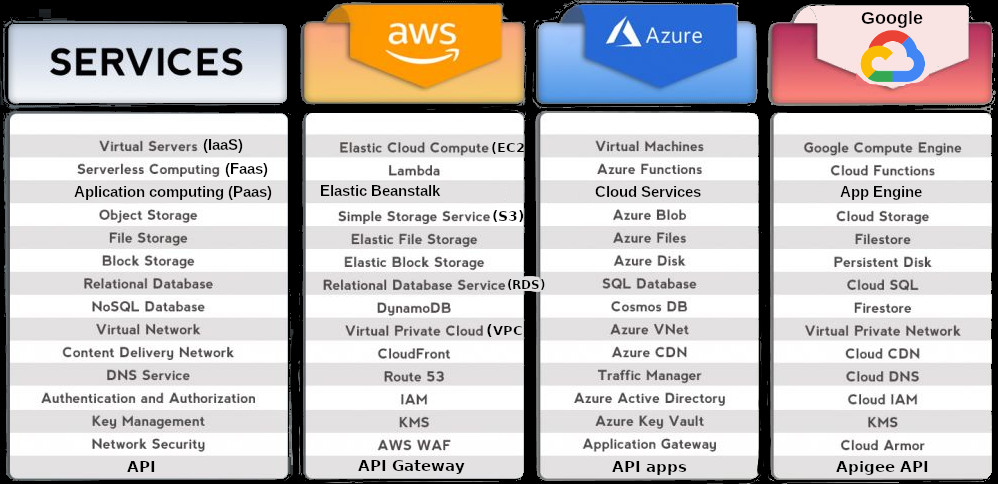 SERVICES aws Azure Google
Virtual Servers (IaaS) Elastic Cloud Compute (EC2 Virtual Machines Google Compute Engine
Serverless Computing (Faas) Lambda Azure Functions Cloud Functions
Aplication computing (Paas) Elastic Beanstalk Cloud Services App Engine
Object Storage Simple Storage Service (S3) Azure Blob Cloud Storage
File Storage Elastic File Storage Azure Files Filestore
Block Storage Elastic Block Storage Azure Disk Persistent Disk
Relational Database Relational Database Service (RDS) SQL Database Cloud SQL
NoSQL Database DynamoDB Cosmos DB Firestore
Virtual Network Virtual Private Cloud (VPC Azure VNet Virtual Private Network
Content Delivery Network CloudFront Azure CDN Cloud CDN
DNS Service Route 53 Traffic Manager Cloud DNS
Authentication and Authorization IAM Azure Active Directory Cloud IAM
Key Management KMS Azure Key Vault KMS
Network Security AWS WAF Application Gateway Cloud Armor
API API Gateway API apps Apigee API